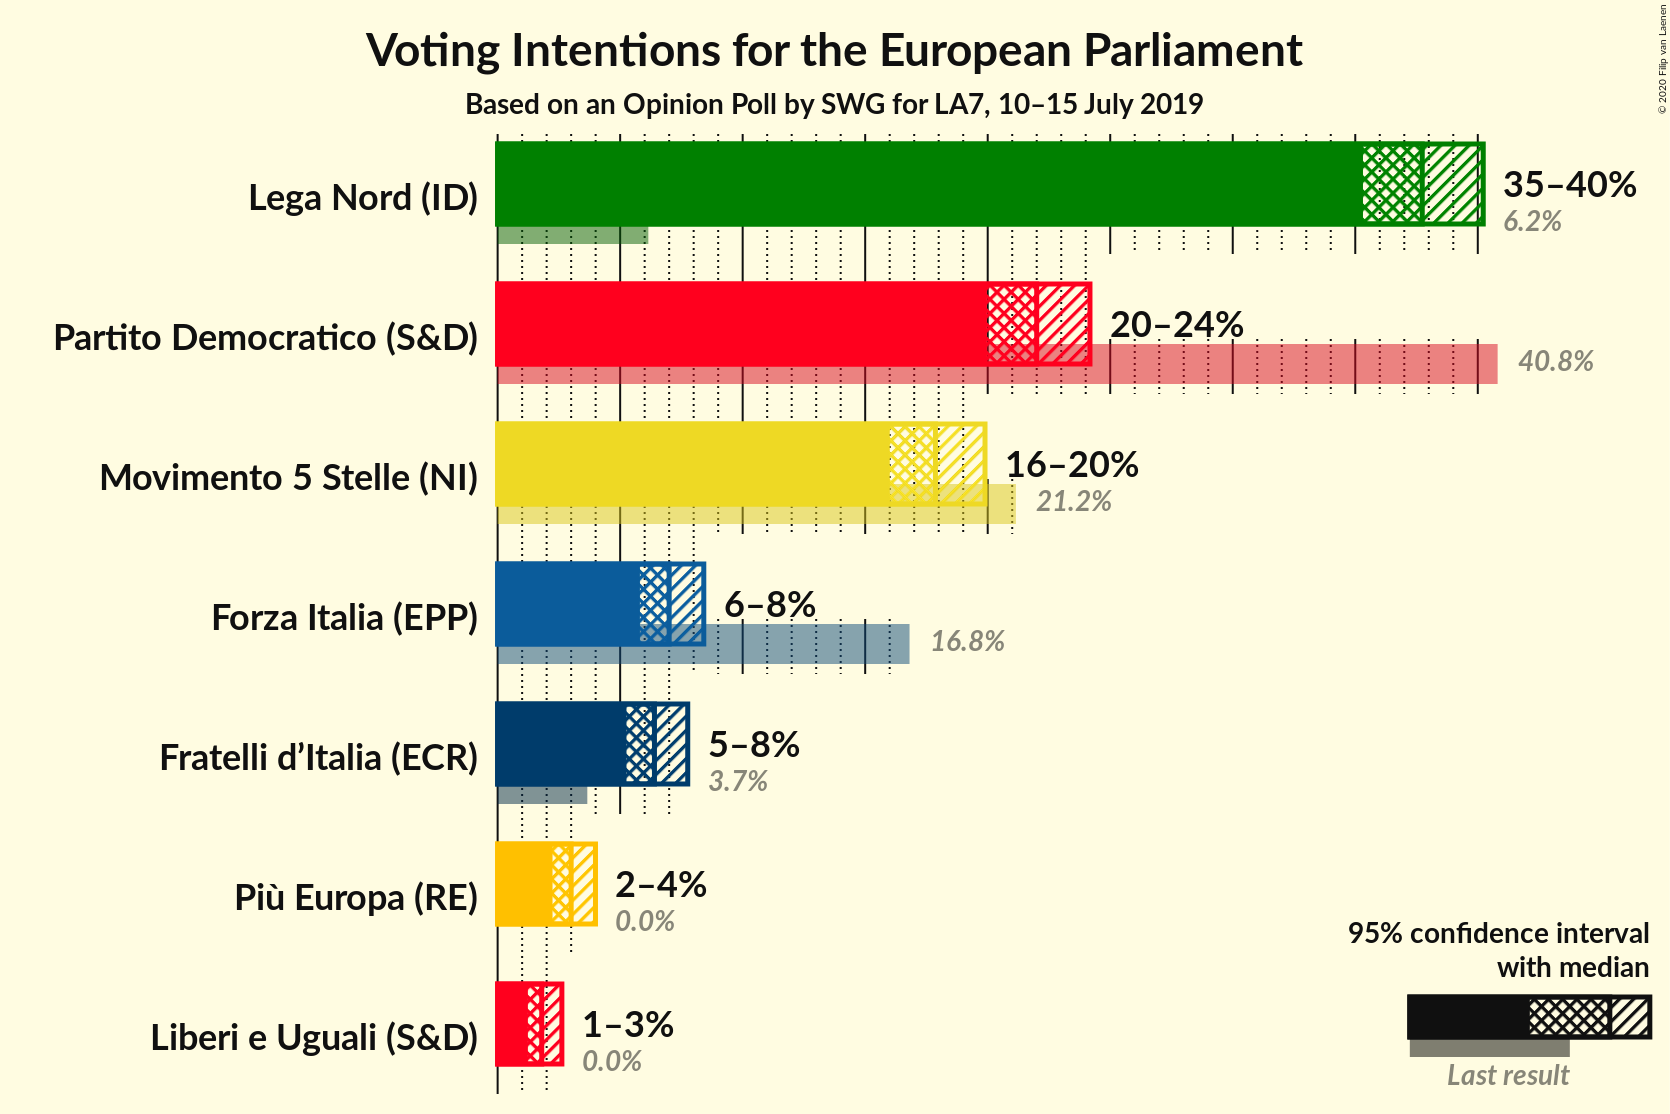 Voting Intentions for the European Parliament
Based on an Opinion Poll by SWG for LA7, 10–15 July 2019
© 2020 Filip van Laenen
Lega Nord (ID)
35–40%
6.2%
Partito Democratico (S&D)
20–24%
40.8%
Movimento 5 Stelle (NI)
16–20%
21.2%
Forza Italia (EPP)
6–8%
16.8%
Fratelli d’Italia (ECR)
5–8%
3.7%
Più Europa (RE)
2–4%
0.0%
Liberi e Uguali (S&D)
1–3%
0.0%
95% confidence interval
with median
Last result